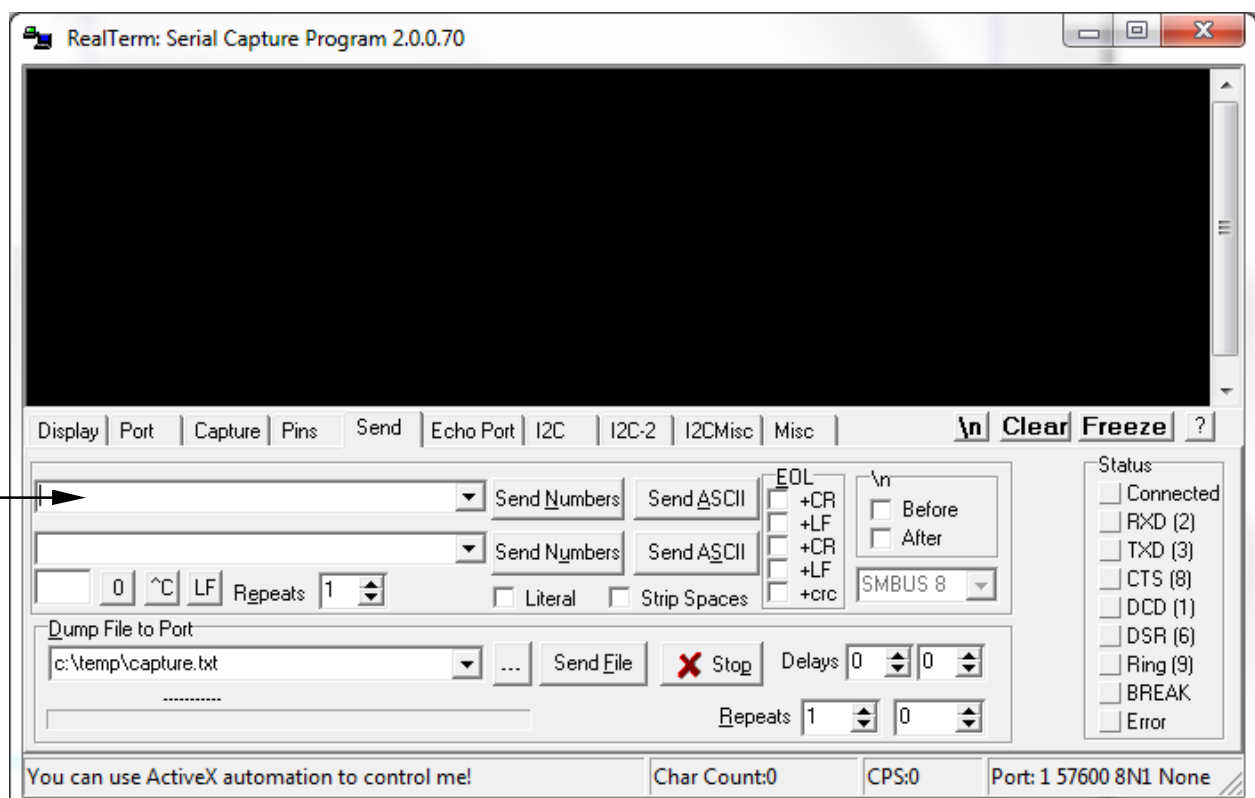 RealTerm: Serial Capture Program 2.0.0.70
Display Port Capture Pins Send Echo Port I2C I2C-2 I2CMisc Misc \n Clear Freeze ?
EOL \n Status
Send Numbers Send ASCII +CR Before Connected
+LF After RXD (2)
Send Numbers Send ASCII +CR TXD (3)
+LF SMBUS 8 CTS (8)
0 ^C LF Repeats 1 Literal Strip Spaces +crc DCD (1)
Dump File to Port DSR (6)
c:\temp\capture.txt ... Send File Stop Delays 0 0 Ring (9)
----------- BREAK
Repeats 1 0 Error
You can use ActiveX automation to control me! Char Count:0 CPS:0 Port: 1 57600 8N1 None